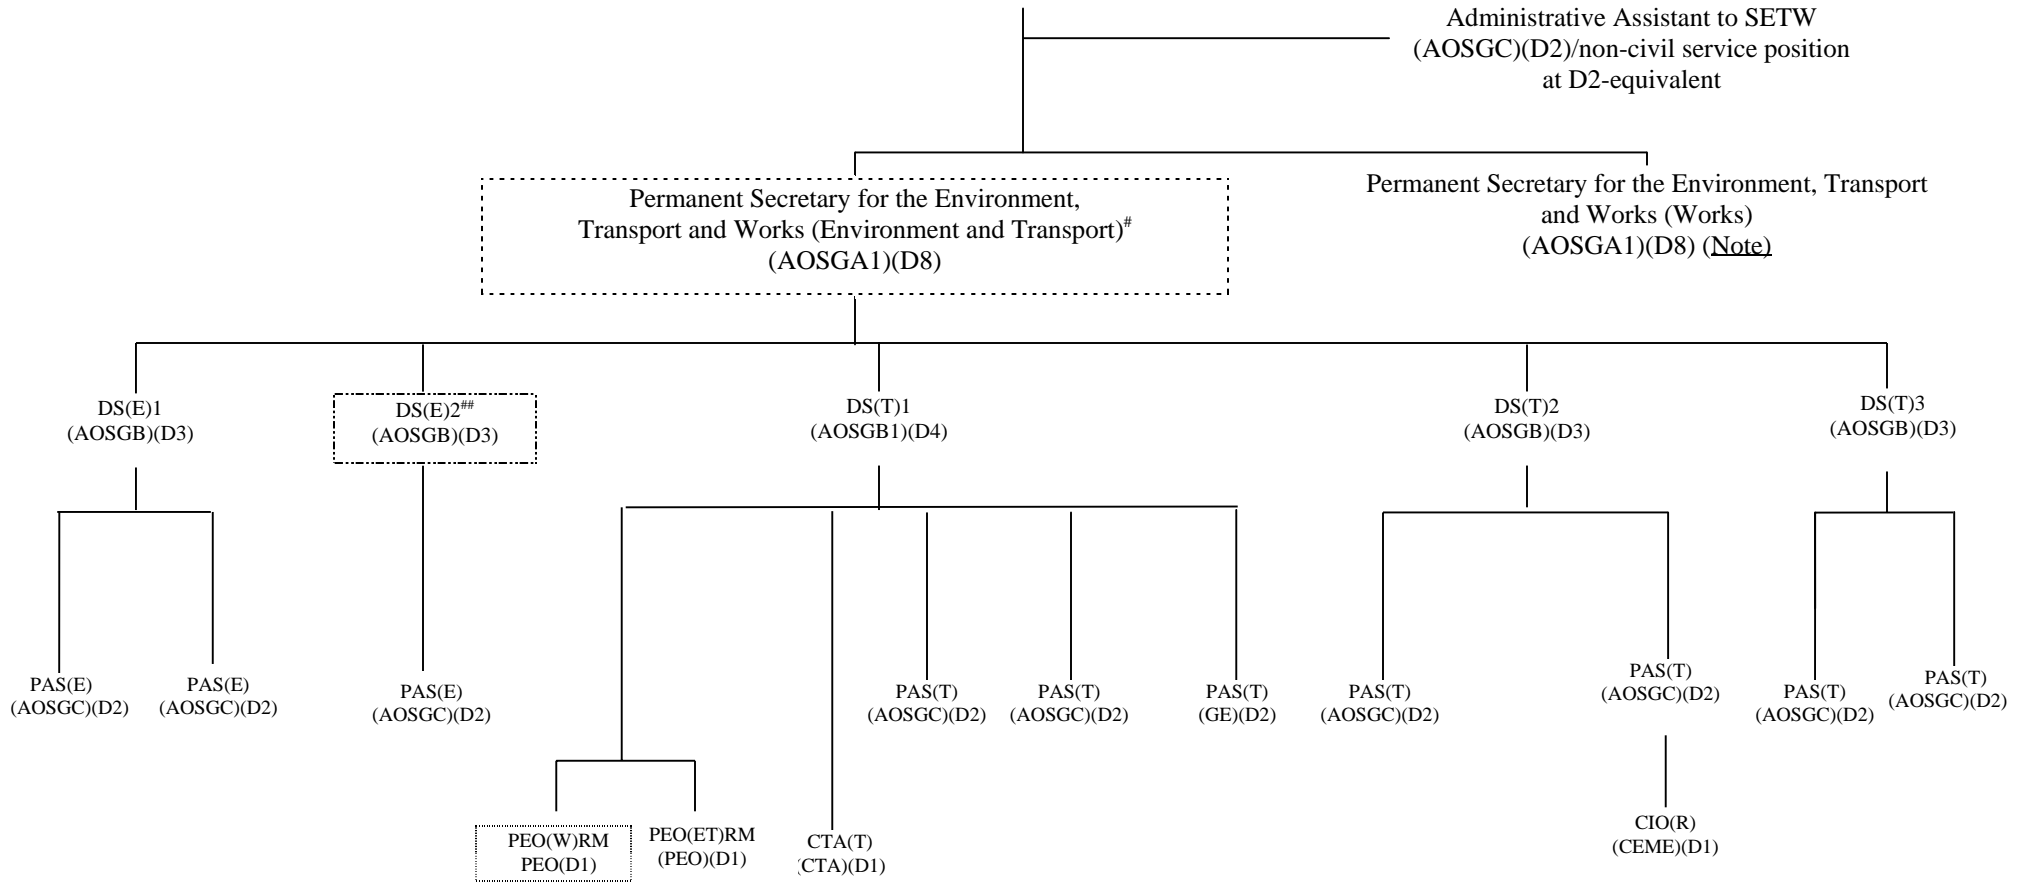 Administrative Assistant to SETW
(AOSGC)(D2)/non-civil service position
at D2-equivalent
Permanent Secretary for the Environment,
Transport and Works (Environment and Transport)#
(AOSGA1)(D8)
Permanent Secretary for the Environment, Transport
and Works (Works)
(AOSGA1)(D8) (Note)
DS(E)1
(AOSGB)(D3)
DS(E)2##
(AOSGB)(D3)
DS(T)1
(AOSGB1)(D4)
DS(T)2
(AOSGB)(D3)
DS(T)3
(AOSGB)(D3)
PAS(E)
(AOSGC)(D2)
PAS(E)
(AOSGC)(D2)
PAS(E)
(AOSGC)(D2)
PAS(T)
(AOSGC)(D2)
PAS(T)
(AOSGC)(D2)
PAS(T)
(GE)(D2)
PAS(T)
(AOSGC)(D2)
PAS(T)
(AOSGC)(D2)
PAS(T)
(AOSGC)(D2)
PAS(T)
(AOSGC)(D2)
PEO(W)RM
PEO(D1)
PEO(ET)RM
(PEO)(D1)
CTA(T)
(CTA)(D1)
CIO(R)
(CEME)(D1)